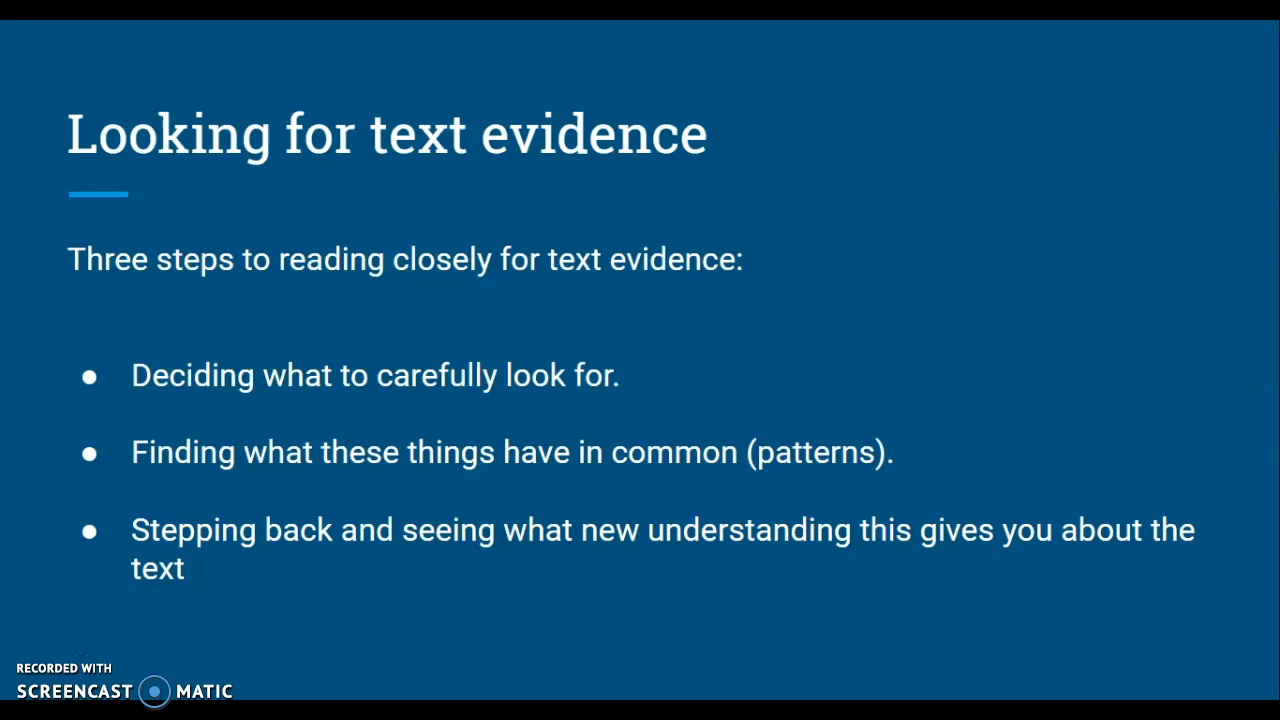 Looking for text evidence
Three steps to reading closely for text evidence:
● Deciding what to carefully look for.
● Finding what these things have in common (patterns).
● Stepping back and seeing what new understanding this gives you about the
text
RECORDED WITH
SCREENCAST MATIC